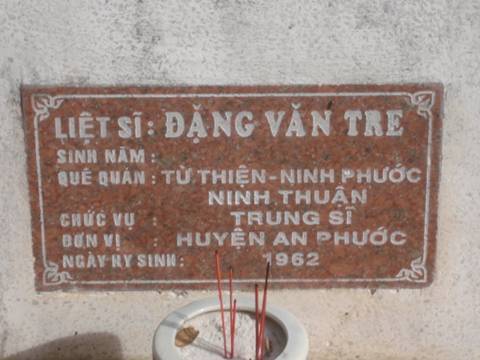 LIỆT SĨ: ĐẶNG VĂN TRE
SINH NĂM :
QUÊ QUÁN : TỪ THIỆN-NINH PHƯỚC
NINH THUẬN
CHỨC VỤ : TRUNG SĨ
ĐƠN VỊ : HUYỆN AN PHƯỚC
NGÀY HY SINH : 1962